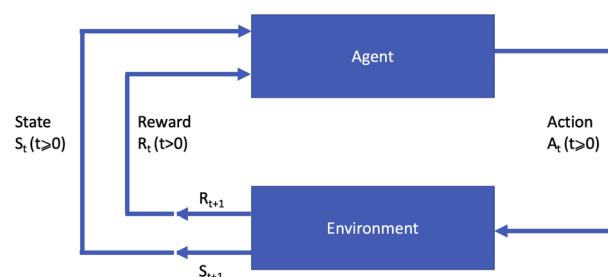 Agent
State
Sₜ (t⩾0)
Reward
Rₜ (t>0)
Action
Aₜ (t⩾0)
Rₜ₊₁
Environment
Sₜ₊₁